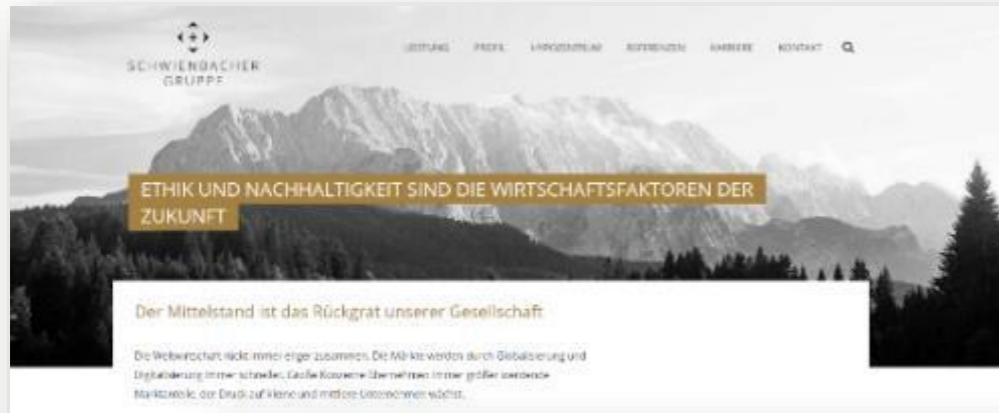 SCHWIENBACHER
GRUPPE
LEISTUNG PROFIL REFERENZEN KARRIERE KONTAKT
ETHIK UND NACHHALTIGKEIT SIND DIE WIRTSCHAFTSFAKTOREN DER
ZUKUNFT
Der Mittelstand ist das Rückgrat unserer Gesellschaft
Die Weltwirtschaft rückt immer enger zusammen. Die Märkte werden durch Globalisierung und
Digitalisierung immer schneller. Große Konzerne übernehmen immer größer werdende
Marktanteile, der Druck auf kleine und mittlere Unternehmen wächst.